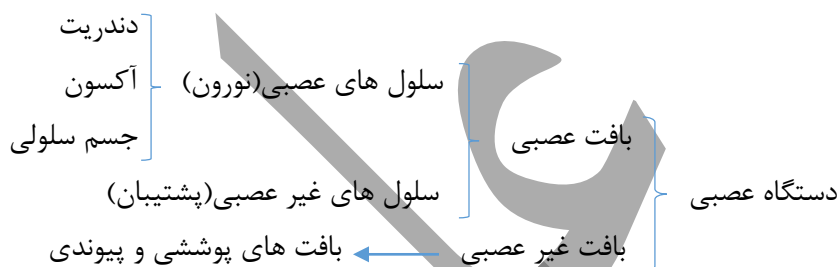 دندریت
سلول های عصبی(نورون) آکسون
جسم سلولی
بافت عصبی
دستگاه عصبی
سلول های غیر عصبی(پشتیبان)
بافت غیر عصبی بافت های پوششی و پیوندی